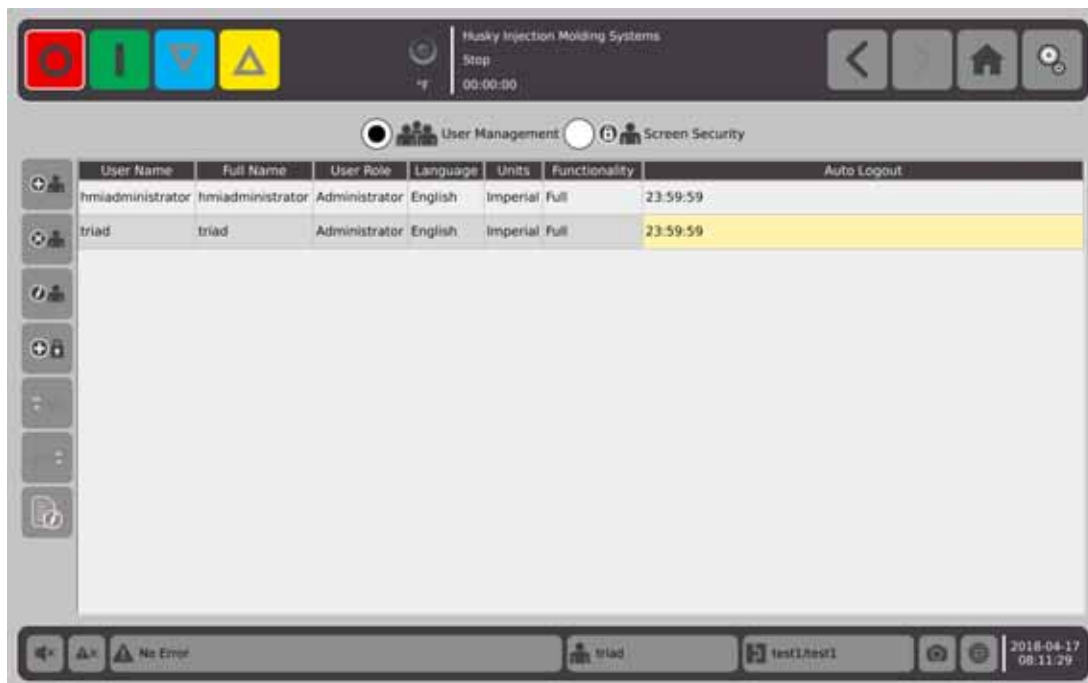 Husky Injection Molding Systems
Stop
°F 00:00:00
User Management Screen Security
User Name Full Name User Role Language Units Functionality Auto Logout
hmiadministrator hmiadministrator Administrator English Imperial Full 23:59:59
triad triad Administrator English Imperial Full 23:59:59
No Error triad test1/test1 2018-04-17
08:11:29